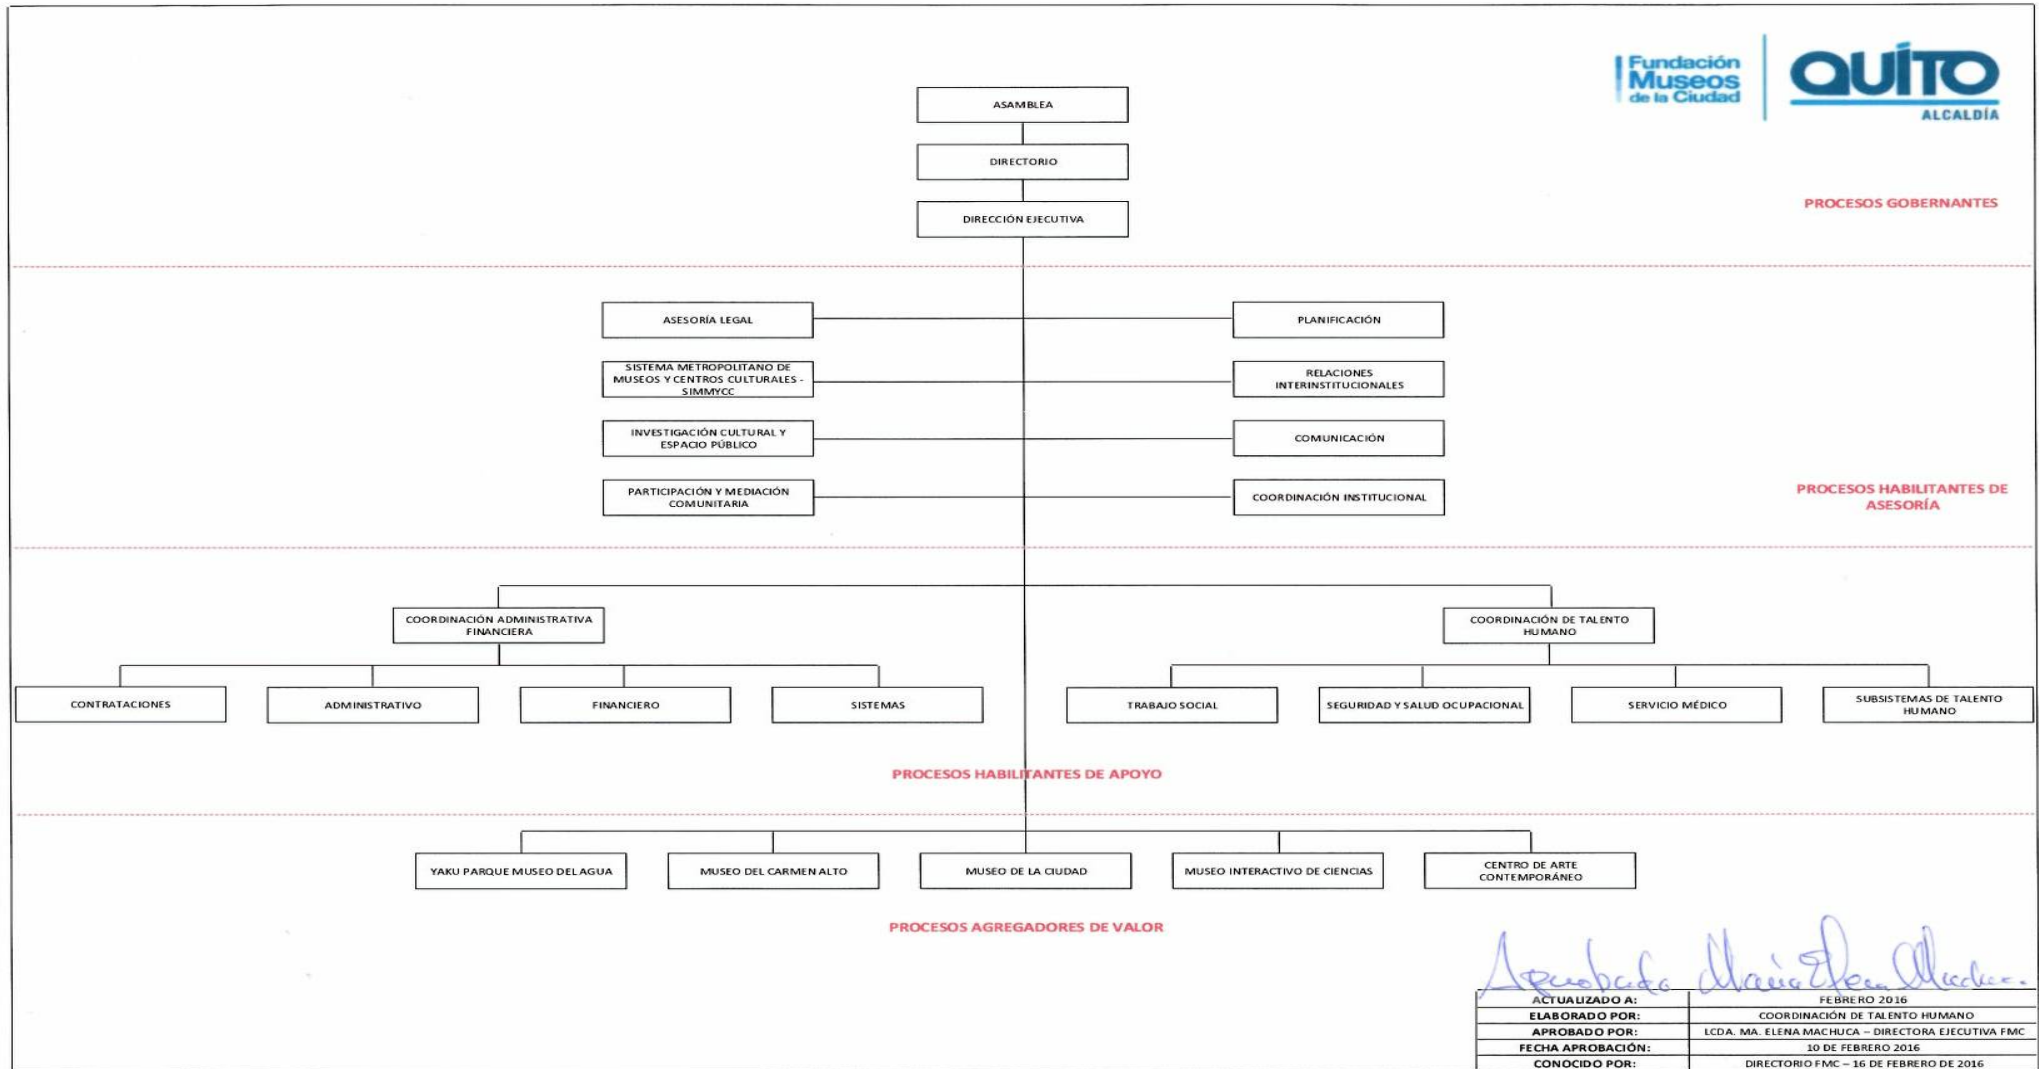 Fundación
Museos
de la Ciudad
QUITO
ALCALDÍA
ASAMBLEA
DIRECTORIO
DIRECCIÓN EJECUTIVA
PROCESOS GOBERNANTES
ASESORÍA LEGAL
PLANIFICACIÓN
SISTEMA METROPOLITANO DE
MUSEOS Y CENTROS CULTURALES -
SIMMYCC
RELACIONES
INTERINSTITUCIONALES
INVESTIGACIÓN CULTURAL Y
ESPACIO PÚBLICO
COMUNICACIÓN
PARTICIPACIÓN Y MEDIACIÓN
COMUNITARIA
COORDINACIÓN INSTITUCIONAL
PROCESOS HABILITANTES DE
ASESORÍA
COORDINACIÓN ADMINISTRATIVA
FINANCIERA
COORDINACIÓN DE TALENTO
HUMANO
CONTRATACIONES
ADMINISTRATIVO
FINANCIERO
SISTEMAS
TRABAJO SOCIAL
SEGURIDAD Y SALUD OCUPACIONAL
SERVICIO MÉDICO
SUBSISTEMAS DE TALENTO
HUMANO
PROCESOS HABILITANTES DE APOYO
YAKU PARQUE MUSEO DEL AGUA
MUSEO DEL CARMEN ALTO
MUSEO DE LA CIUDAD
MUSEO INTERACTIVO DE CIENCIAS
CENTRO DE ARTE
CONTEMPORÁNEO
PROCESOS AGREGADORES DE VALOR
Aprobado María Elena Machuca
ACTUALIZADO A: FEBRERO 2016
ELABORADO POR: COORDINACIÓN DE TALENTO HUMANO
APROBADO POR: LCDA. MA. ELENA MACHUCA – DIRECTORA EJECUTIVA FMC
FECHA APROBACIÓN: 10 DE FEBRERO 2016
CONOCIDO POR: DIRECTORIO FMC – 16 DE FEBRERO DE 2016